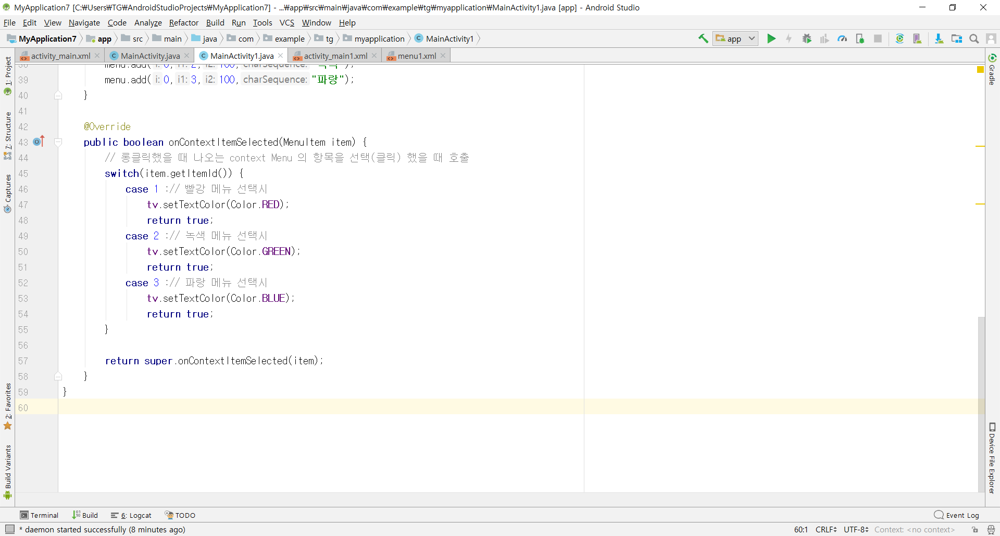 MyApplication7 [C:₩Users₩TG₩AndroidStudioProjects₩MyApplication7] - ...₩app₩src₩main₩java₩com₩example₩tg₩myapplication₩MainActivity1.java [app] - Android Studio
File Edit View Navigate Code Analyze Refactor Build Run Tools VCS Window Help
MyApplication7 app src main java com example tg myapplication MainActivity1 app
activity_main.xml MainActivity.java MainActivity1.java activity_main1.xml menu1.xml
38 menu.add( i: 0, i1: 2, i2: 100, charSequence: "녹색");
39 menu.add( i: 0, i1: 3, i2: 100, charSequence: "파랑");
40 }
41
42 @Override
43 public boolean onContextItemSelected(MenuItem item) {
44 // 롱클릭했을 때 나오는 context Menu 의 항목을 선택(클릭) 했을 때 호출
45 switch(item.getItemId()) {
46 case 1 :// 빨강 메뉴 선택시
47 tv.setTextColor(Color.RED);
48 return true;
49 case 2 :// 녹색 메뉴 선택시
50 tv.setTextColor(Color.GREEN);
51 return true;
52 case 3 :// 파랑 메뉴 선택시
53 tv.setTextColor(Color.BLUE);
54 return true;
55 }
56
57 return super.onContextItemSelected(item);
58 }
59 }
60
1: Project
7: Structure
Captures
2: Favorites
Build Variants
Gradle
Device File Explorer
Terminal Build 6: Logcat TODO Event Log
* daemon started successfully (8 minutes ago) 60:1 CRLF UTF-8 Context: <no context>